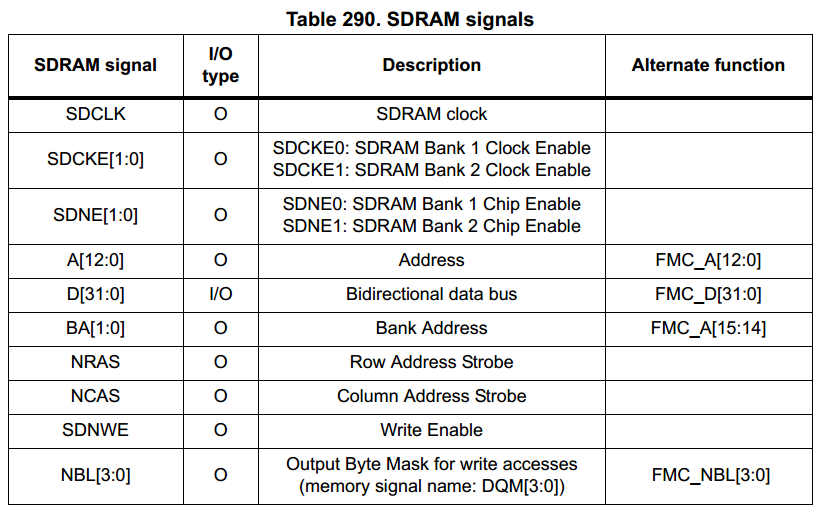 Table 290. SDRAM signals
SDRAM signal I/O type Description Alternate function
SDCLK O SDRAM clock
SDCKE[1:0] O SDCKE0: SDRAM Bank 1 Clock Enable
SDCKE1: SDRAM Bank 2 Clock Enable
SDNE[1:0] O SDNE0: SDRAM Bank 1 Chip Enable
SDNE1: SDRAM Bank 2 Chip Enable
A[12:0] O Address FMC_A[12:0]
D[31:0] I/O Bidirectional data bus FMC_D[31:0]
BA[1:0] O Bank Address FMC_A[15:14]
NRAS O Row Address Strobe
NCAS O Column Address Strobe
SDNWE O Write Enable
NBL[3:0] O Output Byte Mask for write accesses
(memory signal name: DQM[3:0]) FMC_NBL[3:0]